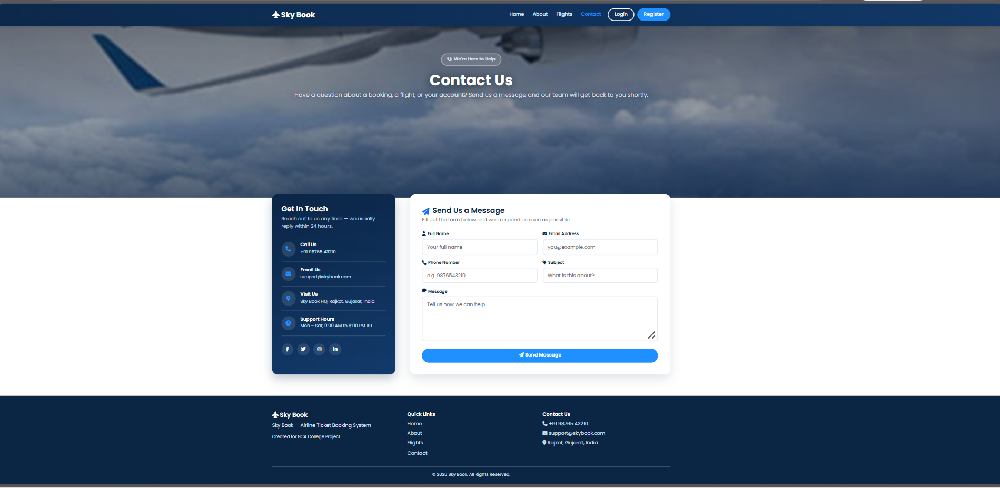 Sky Book
Home About Flights Contact Login Register
We're Here to Help
Contact Us
Have a question about a booking, a flight, or your account? Send us a message and our team will get back to you shortly.
Get In Touch
Reach out to us any time — we usually
reply within 24 hours.
Call Us
+91 98765 43210
Email Us
support@skybook.com
Visit Us
Sky Book HQ, Rajkot, Gujarat, India
Support Hours
Mon – Sat, 9:00 AM to 8:00 PM IST
Send Us a Message
Fill out the form below and we'll respond as soon as possible.
Full Name
Your full name
Email Address
you@example.com
Phone Number
e.g. 9876543210
Subject
What is this about?
Message
Tell us how we can help...
Send Message
Sky Book
Sky Book — Airline Ticket Booking System
Created for BCA College Project
Quick Links
Home
About
Flights
Contact
Contact Us
+91 98765 43210
support@skybook.com
Rajkot, Gujarat, India
© 2026 Sky Book. All Rights Reserved.